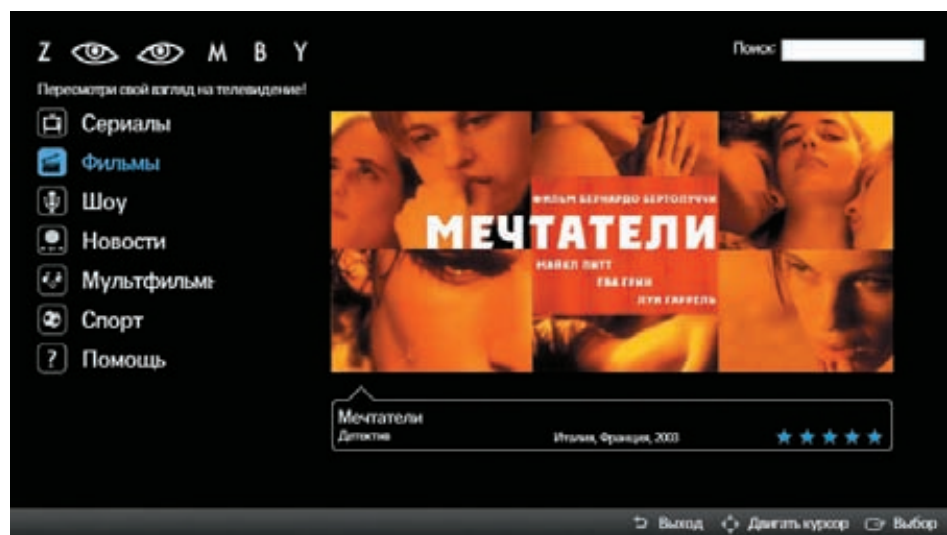 Z O O M B Y
Поиск:
Пересмотри свой взгляд на телевидение!
Сериалы
Фильмы
Шоу
Новости
Мультфильмы
Спорт
? Помощь
ФИЛЬМ БЕРНАРДО БЕРТОЛУЧЧИ
МЕЧТАТЕЛИ
МАЙКЛ ПИТТ
ЕВА ГРИН
ЛУИ ГАРРЕЛЬ
Мечтатели
Детектив
Италия, Франция, 2003
Выход Двигать курсор Выбор